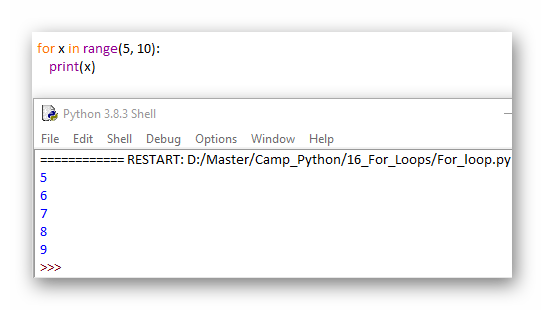 for x in range(5, 10):
    print(x)
Python 3.8.3 Shell
File Edit Shell Debug Options Window Help
============ RESTART: D:/Master/Camp_Python/16_For_Loops/For_loop.py
5
6
7
8
9
>>>